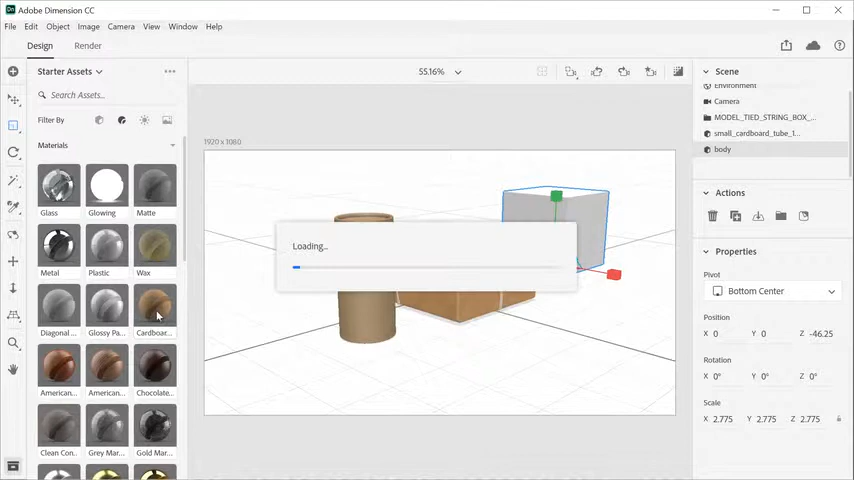 Dn Adobe Dimension CC
File Edit Object Image Camera View Window Help
Design Render
Starter Assets
Search Assets...
Filter By
Materials
Glass Glowing Matte
Metal Plastic Wax
Diagonal ... Glossy Pa... Cardboar...
American... American... Chocolate...
Clean Con... Grey Mar... Gold Mar...
55.16%
1920 x 1080
Loading...
Scene
Environment
Camera
MODEL_TIED_STRING_BOX_...
small_cardboard_tube_1...
body
Actions
Properties
Pivot
Bottom Center
Position
X 0 Y 0 Z -46.25
Rotation
X 0° Y 0° Z 0°
Scale
X 2.775 Y 2.775 Z 2.775